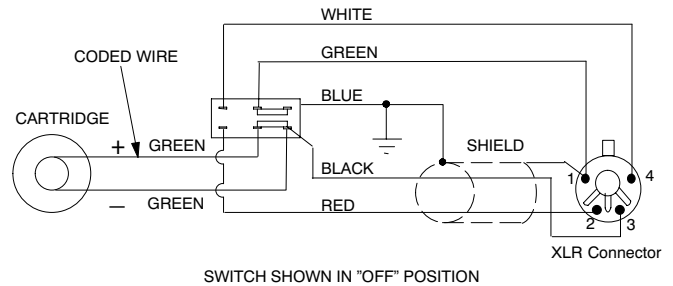 WHITE
CODED WIRE
GREEN
BLUE
CARTRIDGE
+ GREEN
SHIELD
BLACK
1 4
– GREEN
RED
2 3
XLR Connector
SWITCH SHOWN IN ”OFF” POSITION